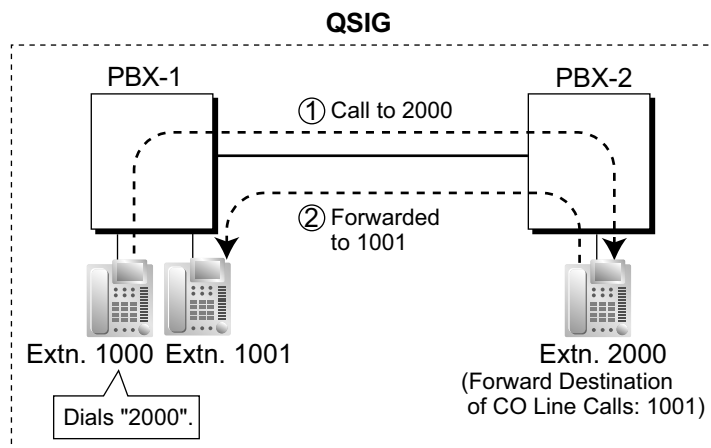 QSIG
PBX-1
PBX-2
① Call to 2000
② Forwarded
to 1001
Extn. 1000
Extn. 1001
Extn. 2000
(Forward Destination
of CO Line Calls: 1001)
Dials "2000".